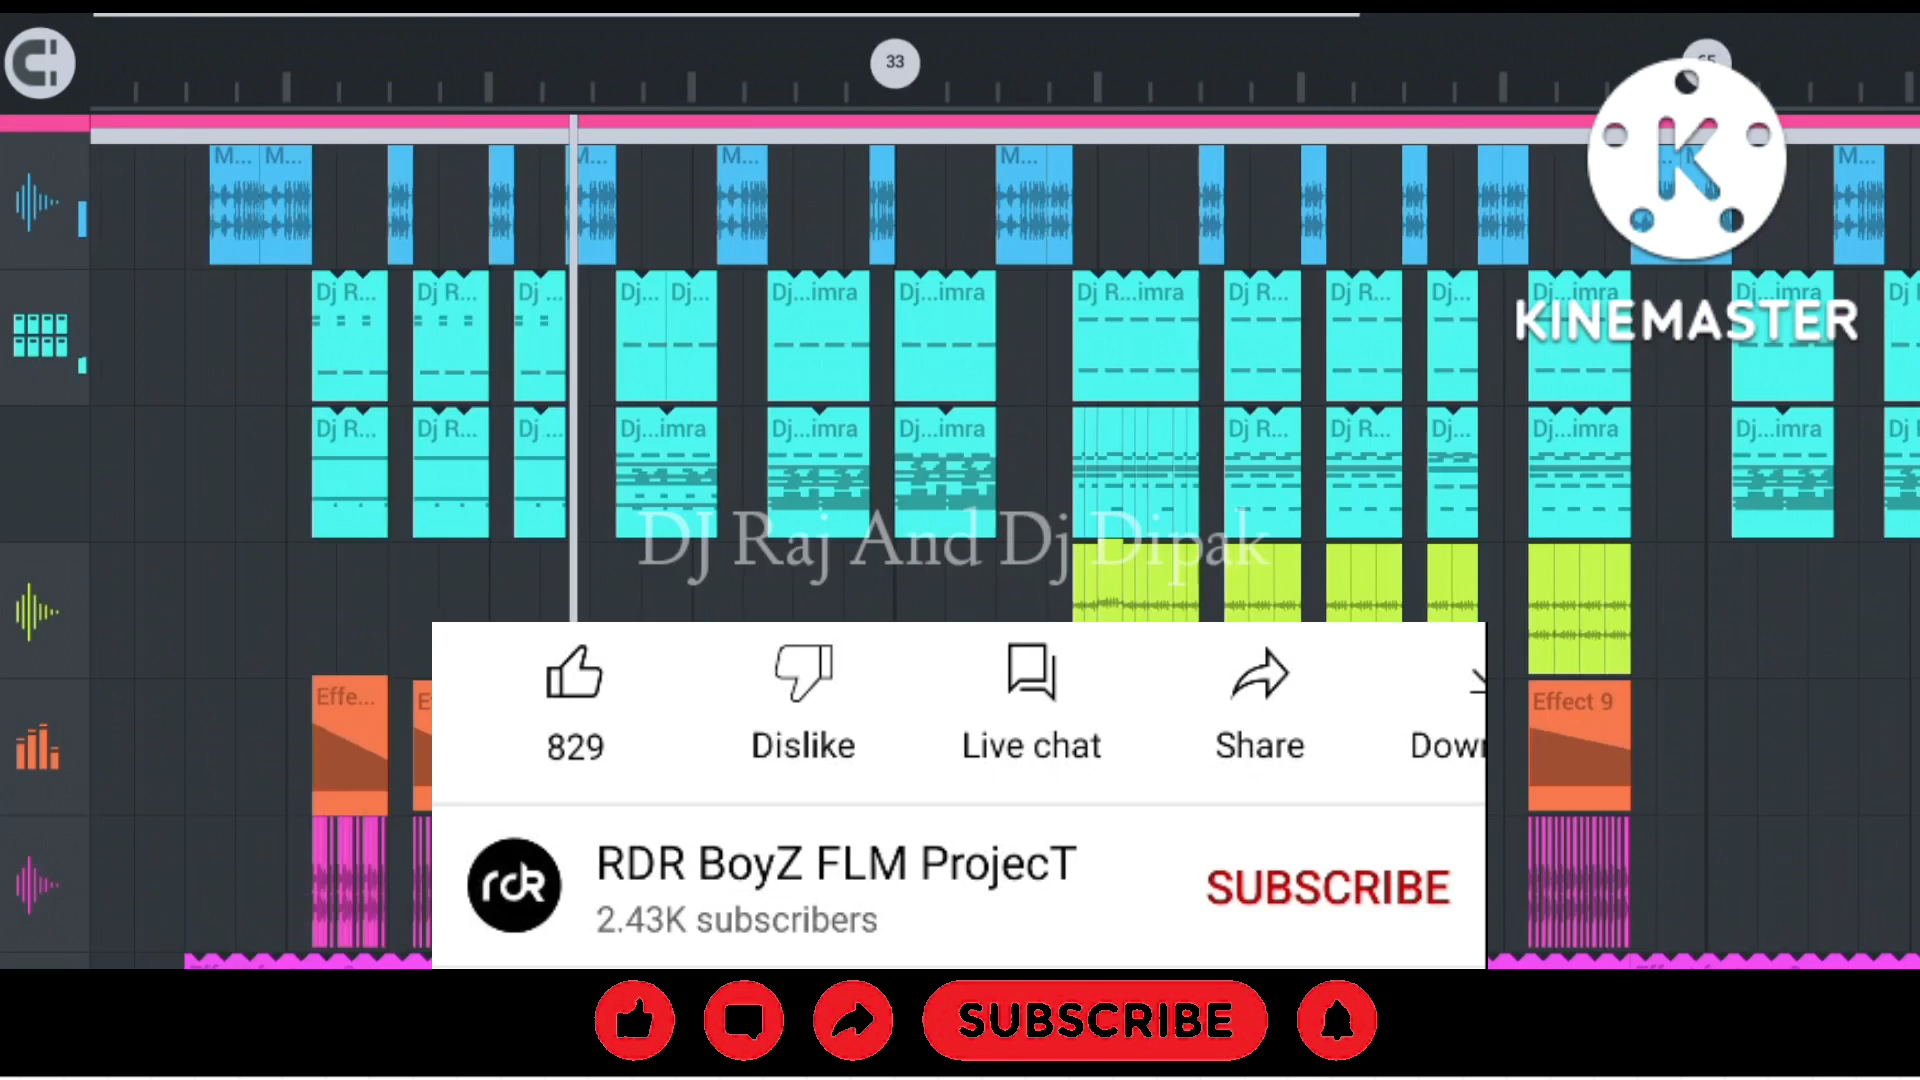 33
65
M... M... M... M... M... M...
KINEMASTER
Dj R... Dj R... Dj ... Dj... Dj... Dj...imra Dj...imra Dj R...imra Dj R... Dj R... Dj... Dj...imra Dj...imra
Dj R... Dj R... Dj ... Dj...imra Dj...imra Dj...imra Dj R... Dj R... Dj... Dj...imra Dj...imra
DJ Raj And Dj Dipak
Effe... Effect 9
829 Dislike Live chat Share Down
RDR BoyZ FLM ProjecT
rdr
2.43K subscribers
SUBSCRIBE
SUBSCRIBE